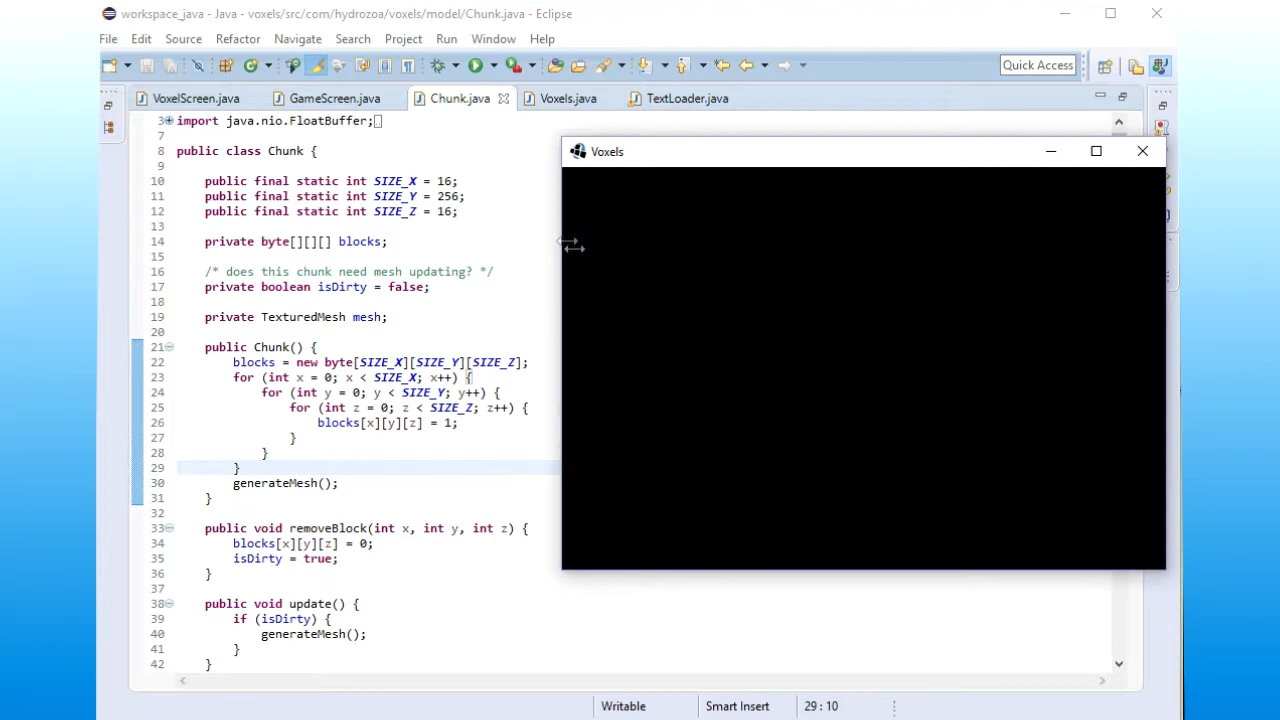 workspace_java - Java - voxels/src/com/hydrozoa/voxels/model/Chunk.java - Eclipse
File Edit Source Refactor Navigate Search Project Run Window Help
Quick Access
VoxelScreen.java GameScreen.java Chunk.java Voxels.java TextLoader.java
3 import java.nio.FloatBuffer;
7
8 public class Chunk {
9
10 public final static int SIZE_X = 16;
11 public final static int SIZE_Y = 256;
12 public final static int SIZE_Z = 16;
13
14 private byte[][][] blocks;
15
16 /* does this chunk need mesh updating? */
17 private boolean isDirty = false;
18
19 private TexturedMesh mesh;
20
21 public Chunk() {
22 blocks = new byte[SIZE_X][SIZE_Y][SIZE_Z];
23 for (int x = 0; x < SIZE_X; x++) {
24 for (int y = 0; y < SIZE_Y; y++) {
25 for (int z = 0; z < SIZE_Z; z++) {
26 blocks[x][y][z] = 1;
27 }
28 }
29 }
30 generateMesh();
31 }
32
33 public void removeBlock(int x, int y, int z) {
34 blocks[x][y][z] = 0;
35 isDirty = true;
36 }
37
38 public void update() {
39 if (isDirty) {
40 generateMesh();
41 }
42 }
Voxels
Writable Smart Insert 29 : 10